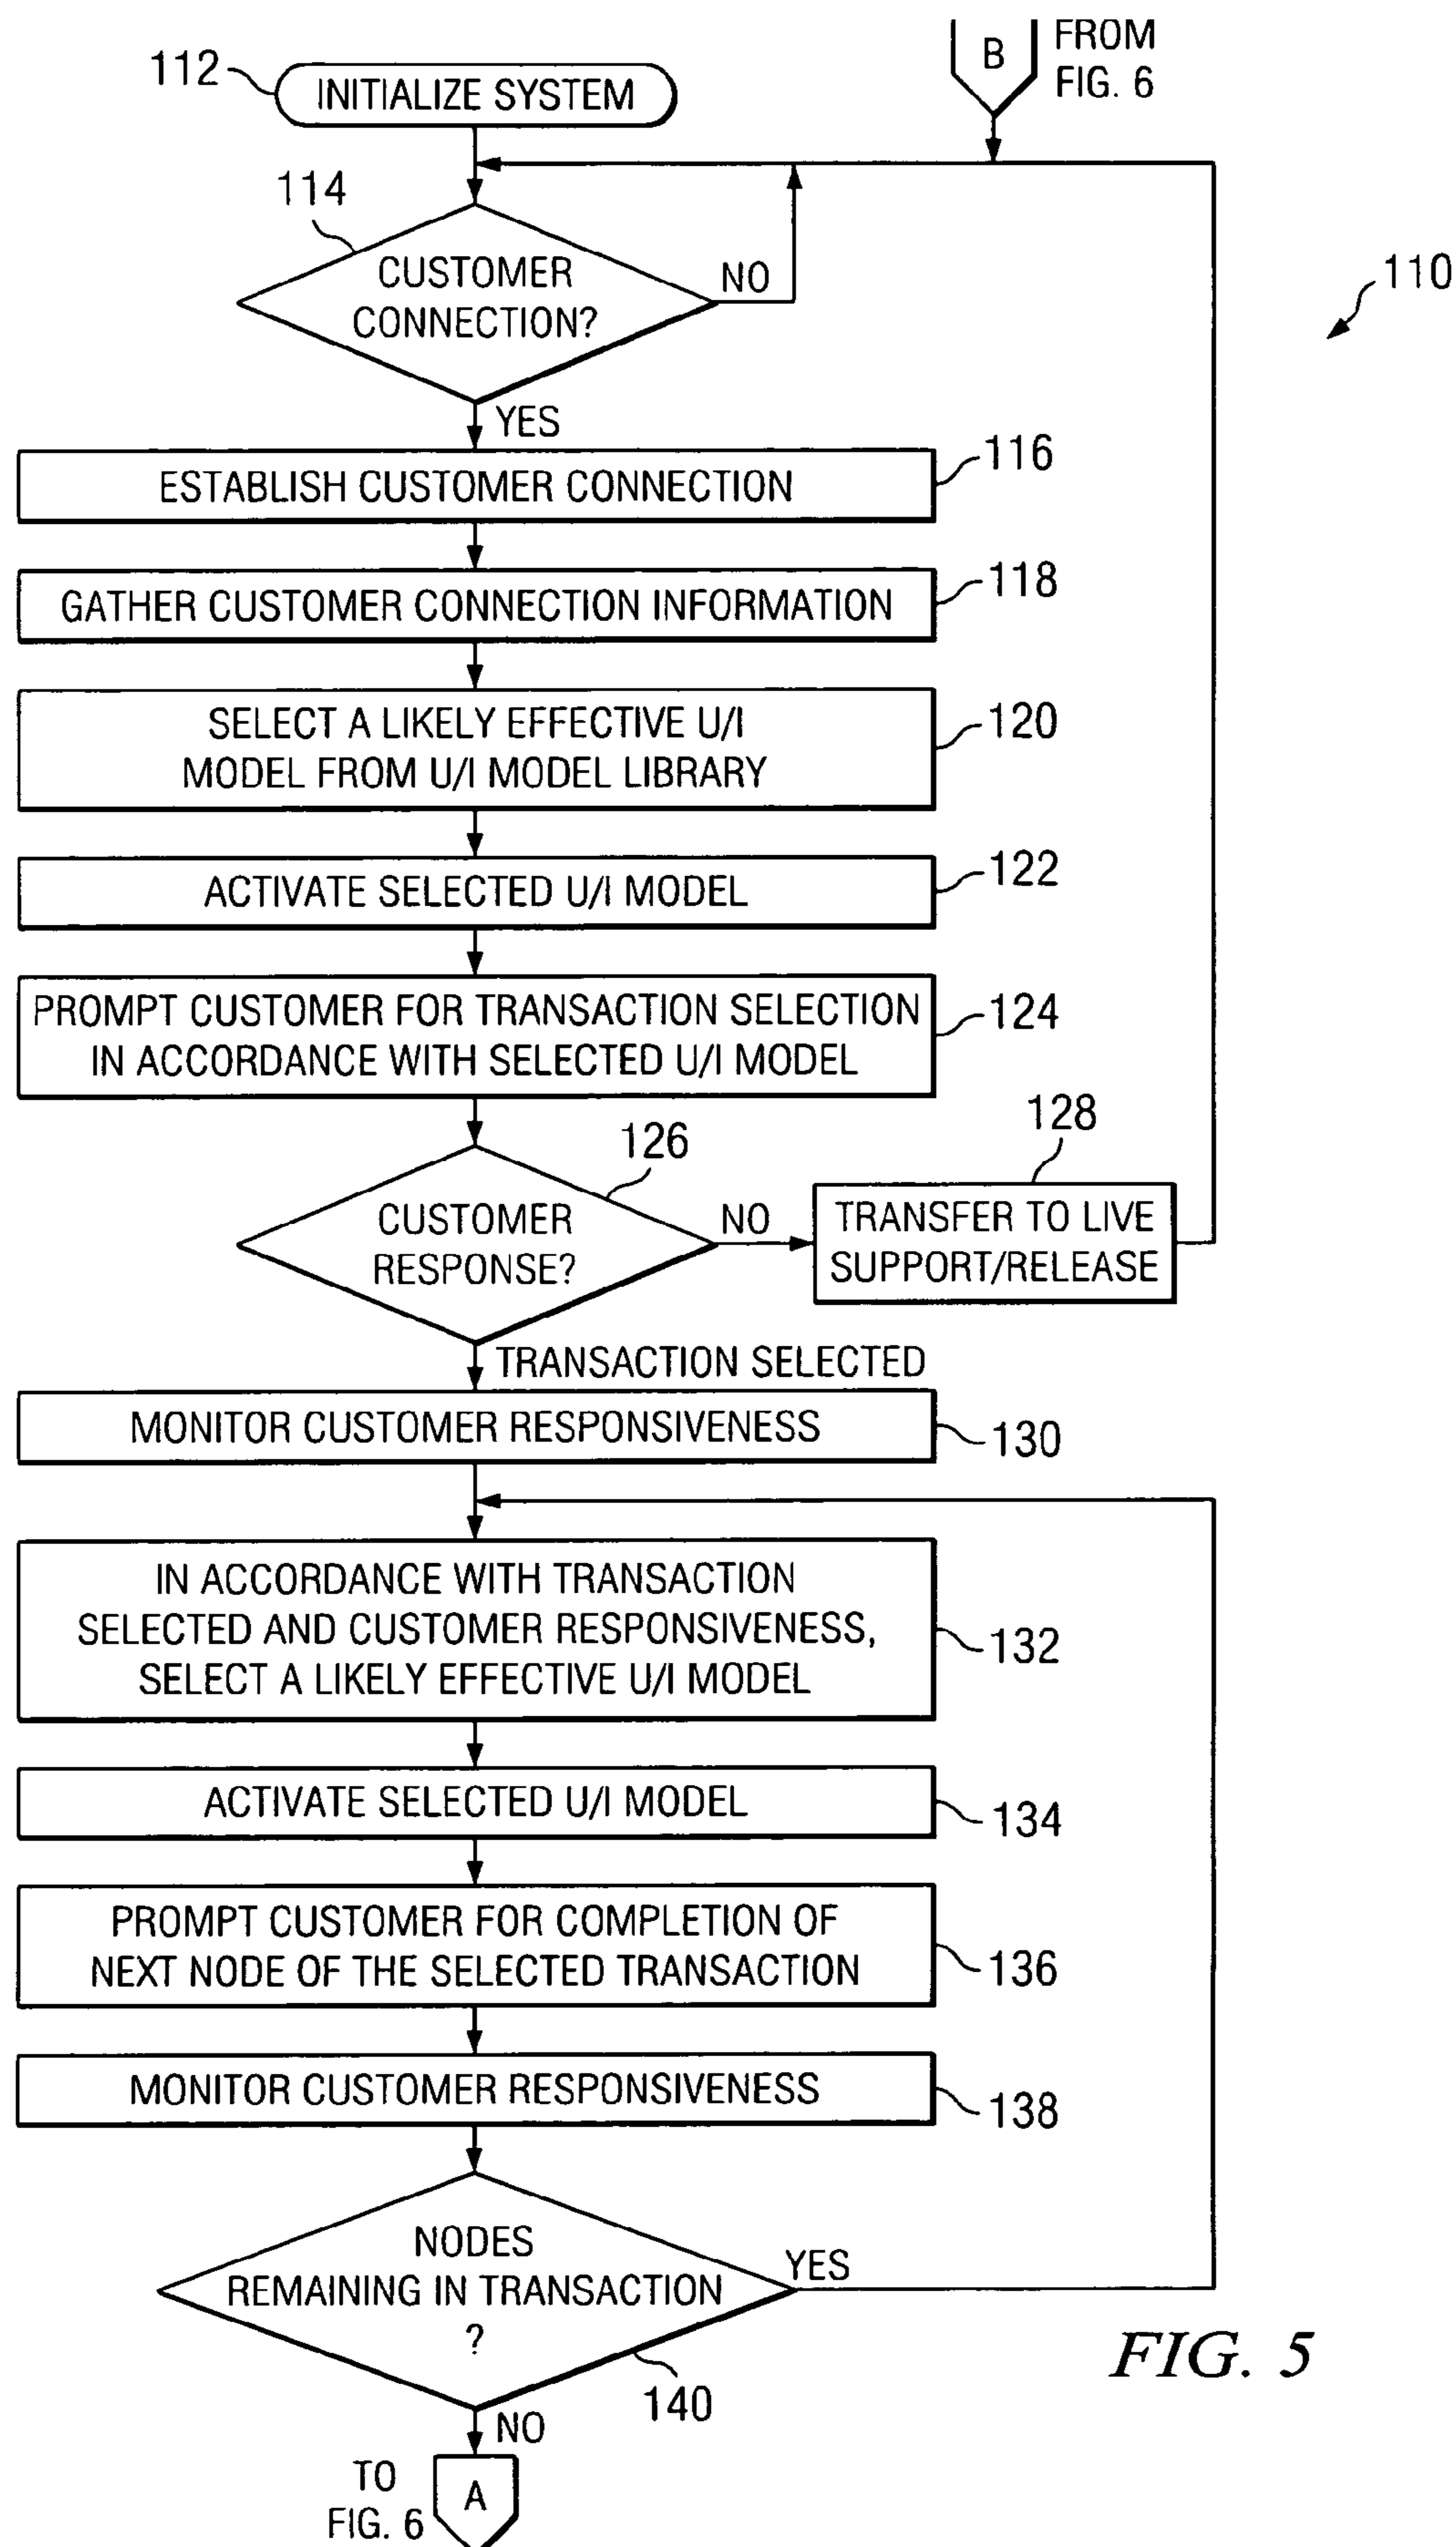 B
FROM
FIG. 6
112
INITIALIZE SYSTEM
114
CUSTOMER
CONNECTION?
NO
110
YES
ESTABLISH CUSTOMER CONNECTION
116
GATHER CUSTOMER CONNECTION INFORMATION
118
SELECT A LIKELY EFFECTIVE U/I
MODEL FROM U/I MODEL LIBRARY
120
ACTIVATE SELECTED U/I MODEL
122
PROMPT CUSTOMER FOR TRANSACTION SELECTION
IN ACCORDANCE WITH SELECTED U/I MODEL
124
126
CUSTOMER
RESPONSE?
NO
128
TRANSFER TO LIVE
SUPPORT/RELEASE
TRANSACTION SELECTED
MONITOR CUSTOMER RESPONSIVENESS
130
IN ACCORDANCE WITH TRANSACTION
SELECTED AND CUSTOMER RESPONSIVENESS,
SELECT A LIKELY EFFECTIVE U/I MODEL
132
ACTIVATE SELECTED U/I MODEL
134
PROMPT CUSTOMER FOR COMPLETION OF
NEXT NODE OF THE SELECTED TRANSACTION
136
MONITOR CUSTOMER RESPONSIVENESS
138
NODES
REMAINING IN TRANSACTION
?
YES
140
NO
TO
FIG. 6
A
FIG. 5